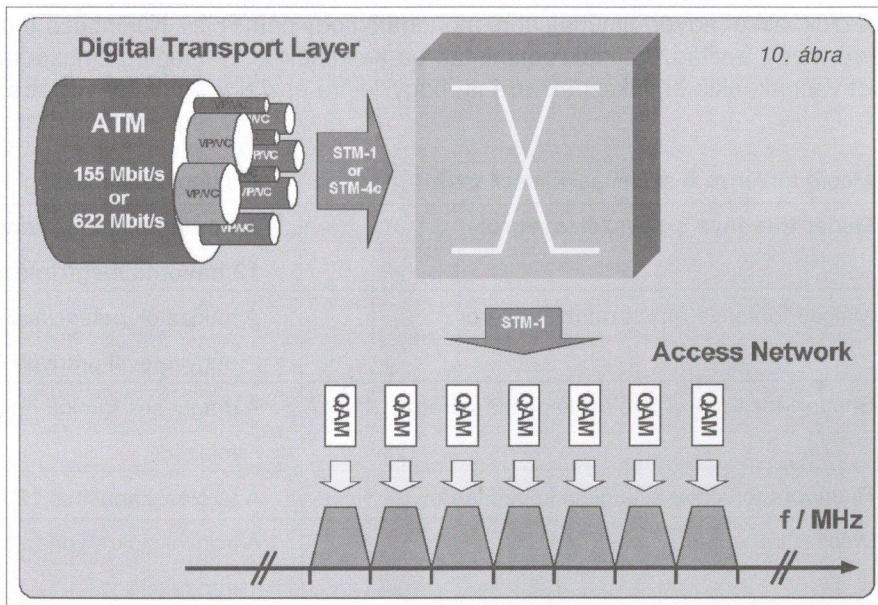 Digital Transport Layer
10. ábra
ATM
155 Mbit/s
or
622 Mbit/s
VP/VC
VP/VC
VP/VC
VP/VC
VP/VC
VP/VC
STM-1
or
STM-4c
STM-1
Access Network
QAM QAM QAM QAM QAM QAM QAM
f / MHz